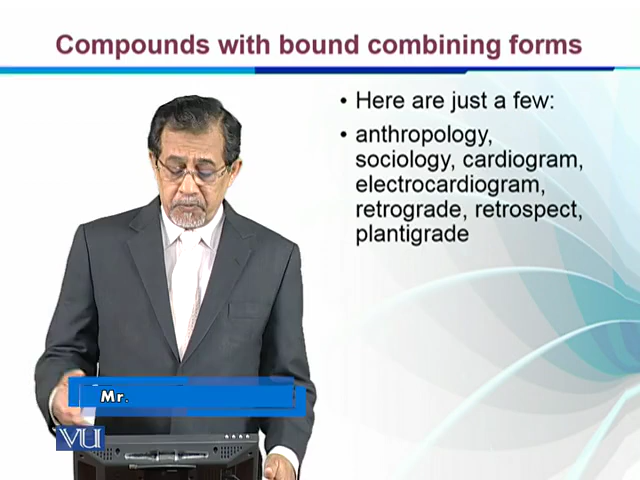 Compounds with bound combining forms
• Here are just a few:
• anthropology,
sociology, cardiogram,
electrocardiogram,
retrograde, retrospect,
plantigrade
Mr.
VU